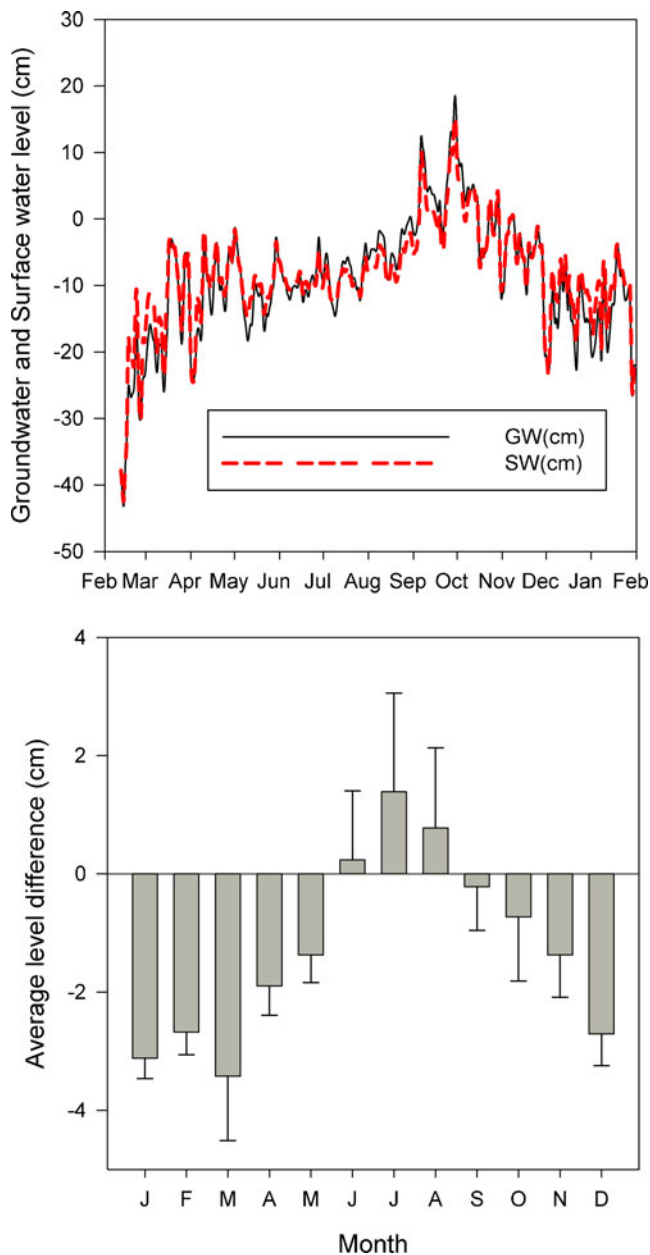 Groundwater and Surface water level (cm)
30
20
10
0
-10
-20
-30
-40
-50
GW(cm)
SW(cm)
Feb Mar Apr May Jun Jul Aug Sep Oct Nov Dec Jan Feb
Average level difference (cm)
4
2
0
-2
-4
J F M A M J J A S O N D
Month